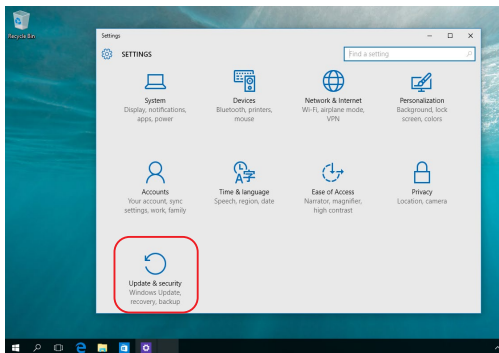 Recycle Bin
Settings
SETTINGS
Find a setting
System
Display, notifications,
apps, power
Devices
Bluetooth, printers,
mouse
Network & Internet
Wi-Fi, airplane mode,
VPN
Personalization
Background, lock
screen, colors
Accounts
Your account, sync
settings, work, family
Time & language
Speech, region, date
Ease of Access
Narrator, magnifier,
high contrast
Privacy
Location, camera
Update & security
Windows Update,
recovery, backup